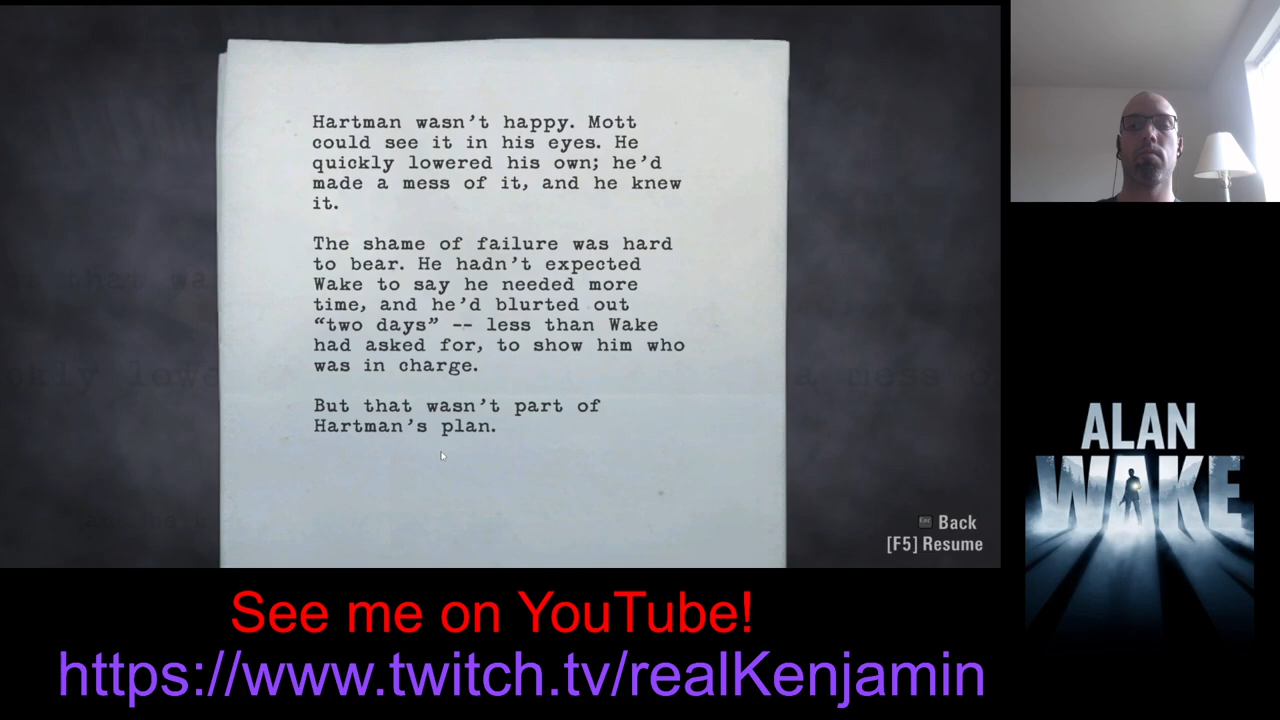 Hartman wasn't happy. Mott
could see it in his eyes. He
quickly lowered his own; he'd
made a mess of it, and he knew
it.
The shame of failure was hard
to bear. He hadn't expected
Wake to say he needed more
time, and he'd blurted out
“two days” -- less than Wake
had asked for, to show him who
was in charge.
But that wasn't part of
Hartman's plan.
Esc Back
[F5] Resume
ALAN
WAKE
See me on YouTube!
https://www.twitch.tv/realKenjamin